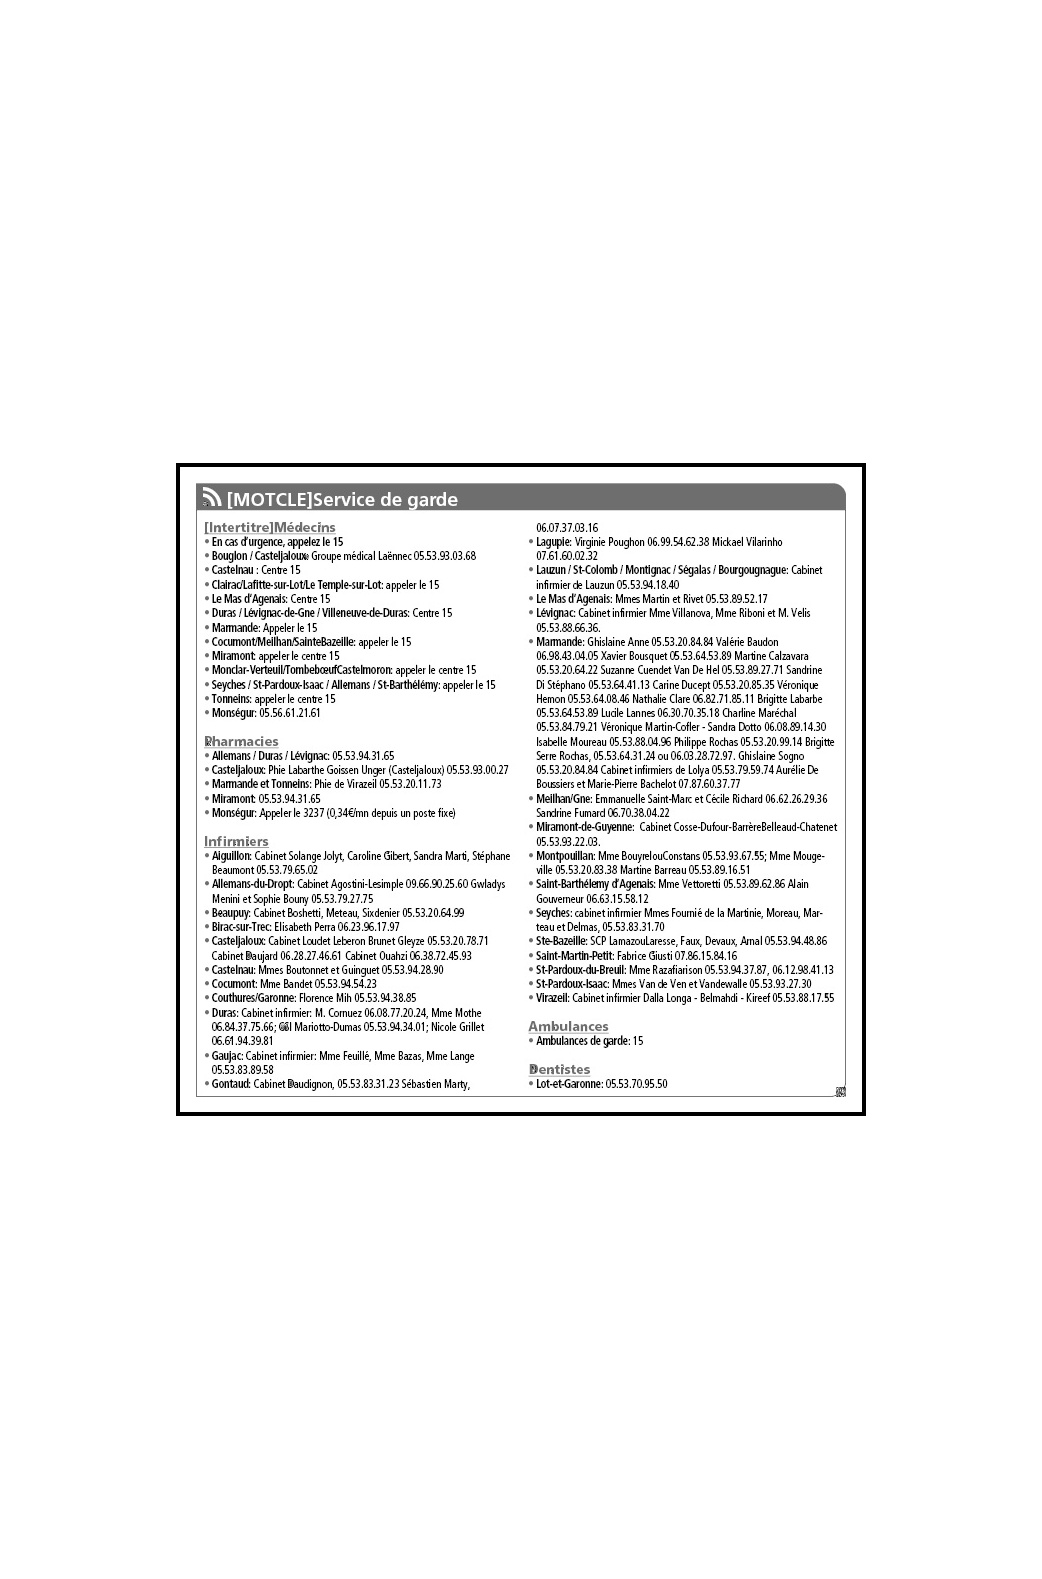 [MOTCLE]Service de garde
[Intertitre]Médecins
• En cas d'urgence, appelez le 15
• Bouglon / Casteljaloux: Groupe médical Laënnec 05.53.93.03.68
• Castelnau : Centre 15
• Clairac/Lafitte-sur-Lot/Le Temple-sur-Lot: appeler le 15
• Le Mas d'Agenais: Centre 15
• Duras / Lévignac-de-Gne / Villeneuve-de-Duras: Centre 15
• Marmande: Appeler le 15
• Cocumont/Meilhan/SainteBazeille: appeler le 15
• Miramont: appeler le centre 15
• Monclar-Verteuil/TombebœufCastelmoron: appeler le centre 15
• Seyches / St-Pardoux-Isaac / Allemans / St-Barthélémy: appeler le 15
• Tonneins: appeler le centre 15
• Monségur: 05.56.61.21.61
Pharmacies
• Allemans / Duras / Lévignac: 05.53.94.31.65
• Casteljaloux: Phie Labarthe Goissen Unger (Casteljaloux) 05.53.93.00.27
• Marmande et Tonneins: Phie de Virazeil 05.53.20.11.73
• Miramont: 05.53.94.31.65
• Monségur: Appeler le 3237 (0,34€/mn depuis un poste fixe)
Infirmiers
• Aiguillon: Cabinet Solange Jolyt, Caroline Gibert, Sandra Marti, Stéphane
Beaumont 05.53.79.65.02
• Allemans-du-Dropt: Cabinet Agostini-Lesimple 09.66.90.25.60 Gwladys
Menini et Sophie Bouny 05.53.79.27.75
• Beaupuy: Cabinet Boshetti, Meteau, Sixdenier 05.53.20.64.99
• Birac-sur-Trec: Elisabeth Perra 06.23.96.17.97
• Casteljaloux: Cabinet Loudet Leberon Brunet Gleyze 05.53.20.78.71
Cabinet Daujard 06.28.27.46.61 Cabinet Ouahzi 06.38.72.45.93
• Castelnau: Mmes Boutonnet et Guinguet 05.53.94.28.90
• Cocumont: Mme Bandet 05.53.94.54.23
• Couthures/Garonne: Florence Mih 05.53.94.38.85
• Duras: Cabinet infirmier: M. Cornuez 06.08.77.20.24, Mme Mothe
06.84.37.75.66; Mariotto-Dumas 05.53.94.34.01; Nicole Grillet
06.61.94.39.81
• Gaujac: Cabinet infirmier: Mme Feuillé, Mme Bazas, Mme Lange
05.53.83.89.58
• Gontaud: Cabinet Daudignon, 05.53.83.31.23 Sébastien Marty,
06.07.37.03.16
• Lagupie: Virginie Poughon 06.99.54.62.38 Mickael Vilarinho
07.61.60.02.32
• Lauzun / St-Colomb / Montignac / Ségalas / Bourgougnague: Cabinet
infirmier de Lauzun 05.53.94.18.40
• Le Mas d'Agenais: Mmes Martin et Rivet 05.53.89.52.17
• Lévignac: Cabinet infirmier Mme Villanova, Mme Riboni et M. Velis
05.53.88.66.36.
• Marmande: Ghislaine Anne 05.53.20.84.84 Valérie Baudon
06.98.43.04.05 Xavier Bousquet 05.53.64.53.89 Martine Calzavara
05.53.20.64.22 Suzanne Cuendet Van De Hel 05.53.89.27.71 Sandrine
Di Stéphano 05.53.64.41.13 Carine Ducept 05.53.20.85.35 Véronique
Hemon 05.53.64.08.46 Nathalie Clare 06.82.71.85.11 Brigitte Labarbe
05.53.64.53.89 Lucile Lannes 06.30.70.35.18 Charline Maréchal
05.53.84.79.21 Véronique Martin-Cofler - Sandra Dotto 06.08.89.14.30
Isabelle Moureau 05.53.88.04.96 Philippe Rochas 05.53.20.99.14 Brigitte
Serre Rochas, 05.53.64.31.24 ou 06.03.28.72.97. Ghislaine Sogno
05.53.20.84.84 Cabinet infirmiers de Lolya 05.53.79.59.74 Aurélie De
Boussiers et Marie-Pierre Bachelot 07.87.60.37.77
• Meilhan/Gne: Emmanuelle Saint-Marc et Cécile Richard 06.62.26.29.36
Sandrine Fumard 06.70.38.04.22
• Miramont-de-Guyenne: Cabinet Cosse-Dufour-BarrèreBelleaud-Chatenet
05.53.93.22.03.
• Montpouillan: Mme BouyrelouConstans 05.53.93.67.55; Mme Mouge-
ville 05.53.20.83.38 Martine Barreau 05.53.89.16.51
• Saint-Barthélemy d'Agenais: Mme Vettoretti 05.53.89.62.86 Alain
Gouverneur 06.63.15.58.12
• Seyches: cabinet infirmier Mmes Fournié de la Martinie, Moreau, Mar-
teau et Delmas, 05.53.83.31.70
• Ste-Bazeille: SCP LamazouLaresse, Faux, Devaux, Arnal 05.53.94.48.86
• Saint-Martin-Petit: Fabrice Giusti 07.86.15.84.16
• St-Pardoux-du-Breuil: Mme Razafiarison 05.53.94.37.87, 06.12.98.41.13
• St-Pardoux-Isaac: Mmes Van de Ven et Vandewalle 05.53.93.27.30
• Virazeil: Cabinet infirmier Dalla Longa - Belmahdi - Kireef 05.53.88.17.55
Ambulances
• Ambulances de garde: 15
Dentistes
• Lot-et-Garonne: 05.53.70.95.50